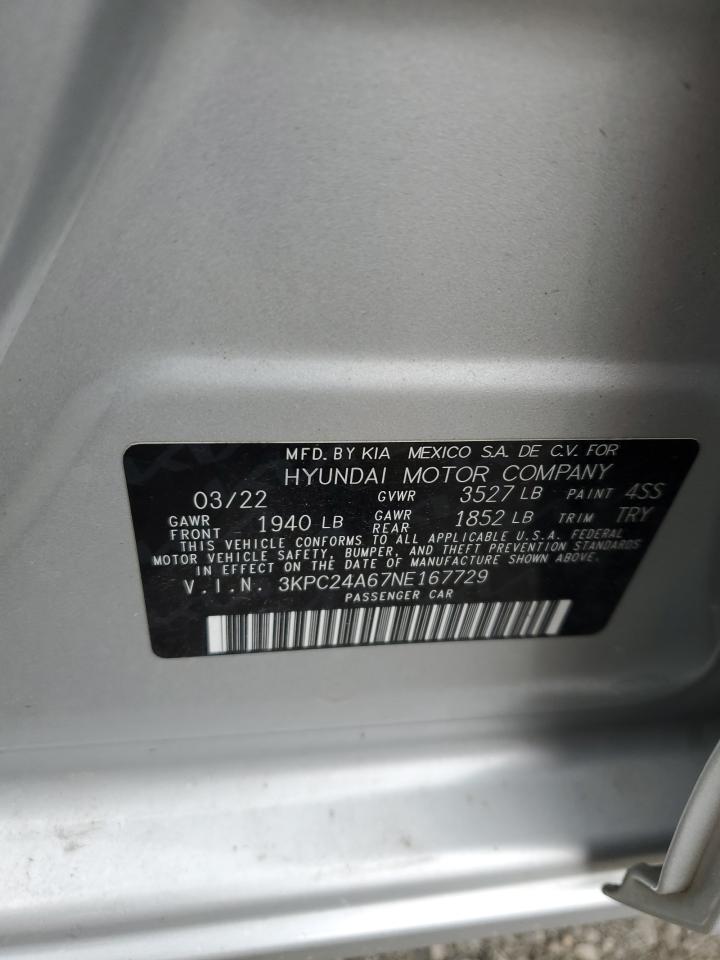 MFD. BY KIA MEXICO S.A. DE C.V. FOR
HYUNDAI MOTOR COMPANY
03/22 GVWR 3527 LB PAINT 4SS
GAWR FRONT 1940 LB GAWR REAR 1852 LB TRIM TRY
THIS VEHICLE CONFORMS TO ALL APPLICABLE U.S.A. FEDERAL
MOTOR VEHICLE SAFETY, BUMPER, AND THEFT PREVENTION STANDARDS
IN EFFECT ON THE DATE OF MANUFACTURE SHOWN ABOVE.
V.I.N. 3KPC24A67NE167729
PASSENGER CAR